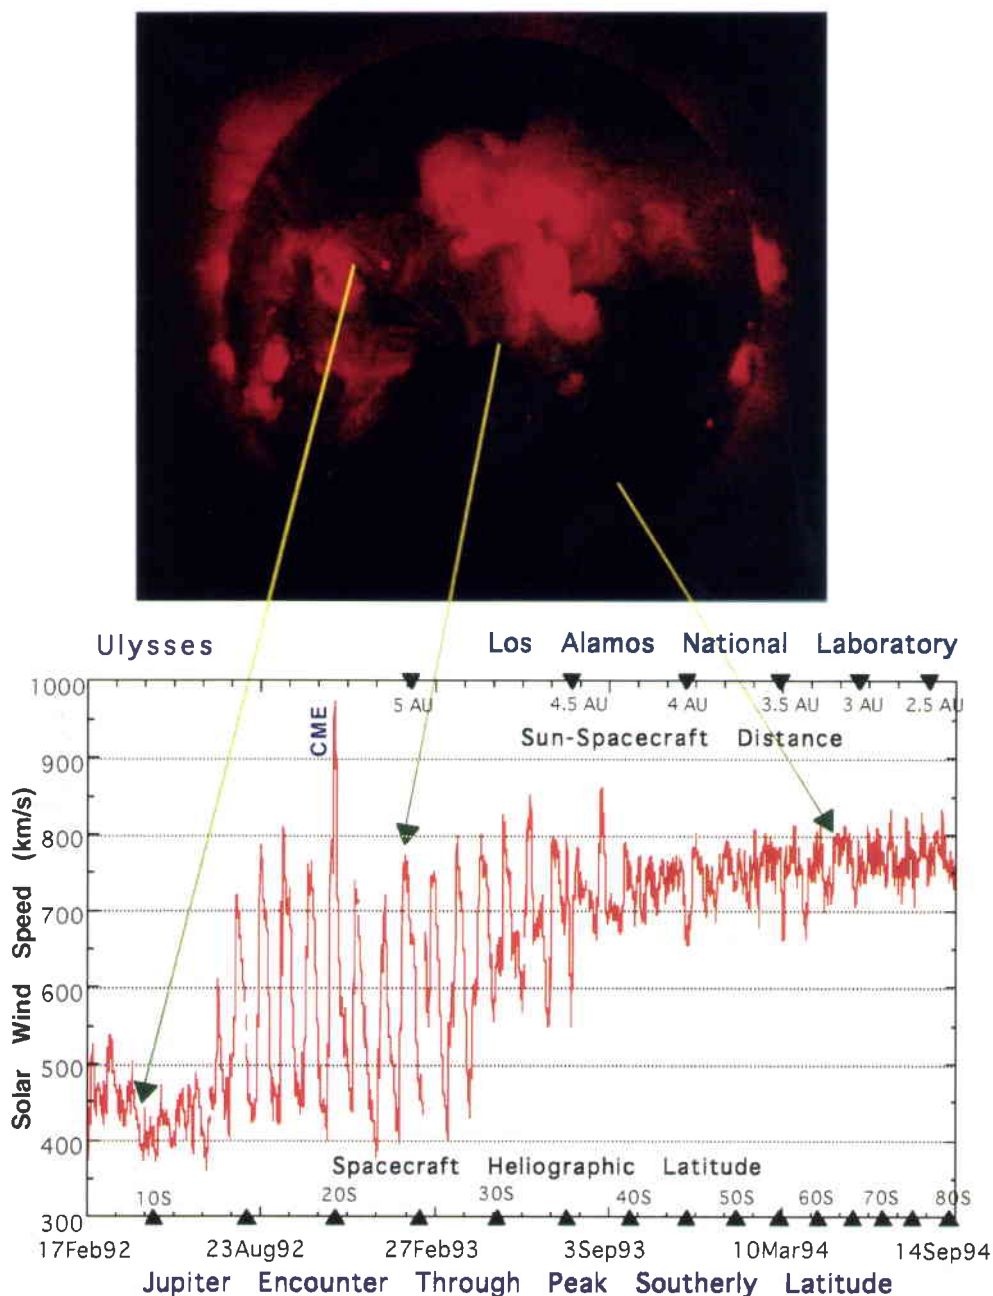 Ulysses Los Alamos National Laboratory
1000
5 AU 4.5 AU 4 AU 3.5 AU 3 AU 2.5 AU
Sun-Spacecraft Distance
CME
900
800
700
600
500
400
300
Solar Wind Speed (km/s)
Spacecraft Heliographic Latitude
10S 20S 30S 40S 50S 60S 70S 80S
17Feb92 23Aug92 27Feb93 3Sep93 10Mar94 14Sep94
Jupiter Encounter Through Peak Southerly Latitude